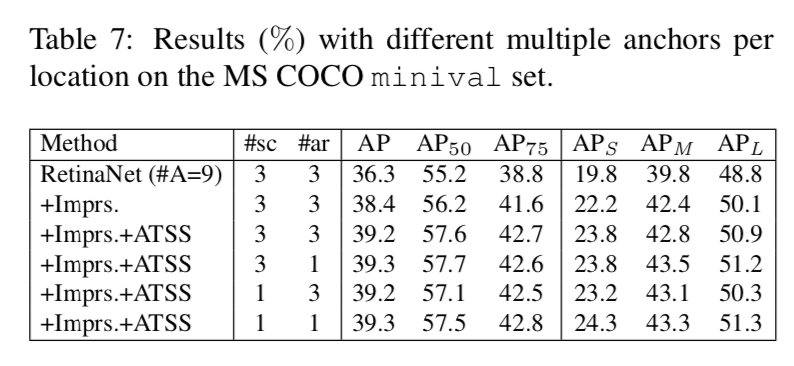 Table 7: Results (%) with different multiple anchors per
location on the MS COCO minival set.
Method #sc #ar AP AP50 AP75 APS APM APL
RetinaNet (#A=9) 3 3 36.3 55.2 38.8 19.8 39.8 48.8
+Imprs. 3 3 38.4 56.2 41.6 22.2 42.4 50.1
+Imprs.+ATSS 3 3 39.2 57.6 42.7 23.8 42.8 50.9
+Imprs.+ATSS 3 1 39.3 57.7 42.6 23.8 43.5 51.2
+Imprs.+ATSS 1 3 39.2 57.1 42.5 23.2 43.1 50.3
+Imprs.+ATSS 1 1 39.3 57.5 42.8 24.3 43.3 51.3